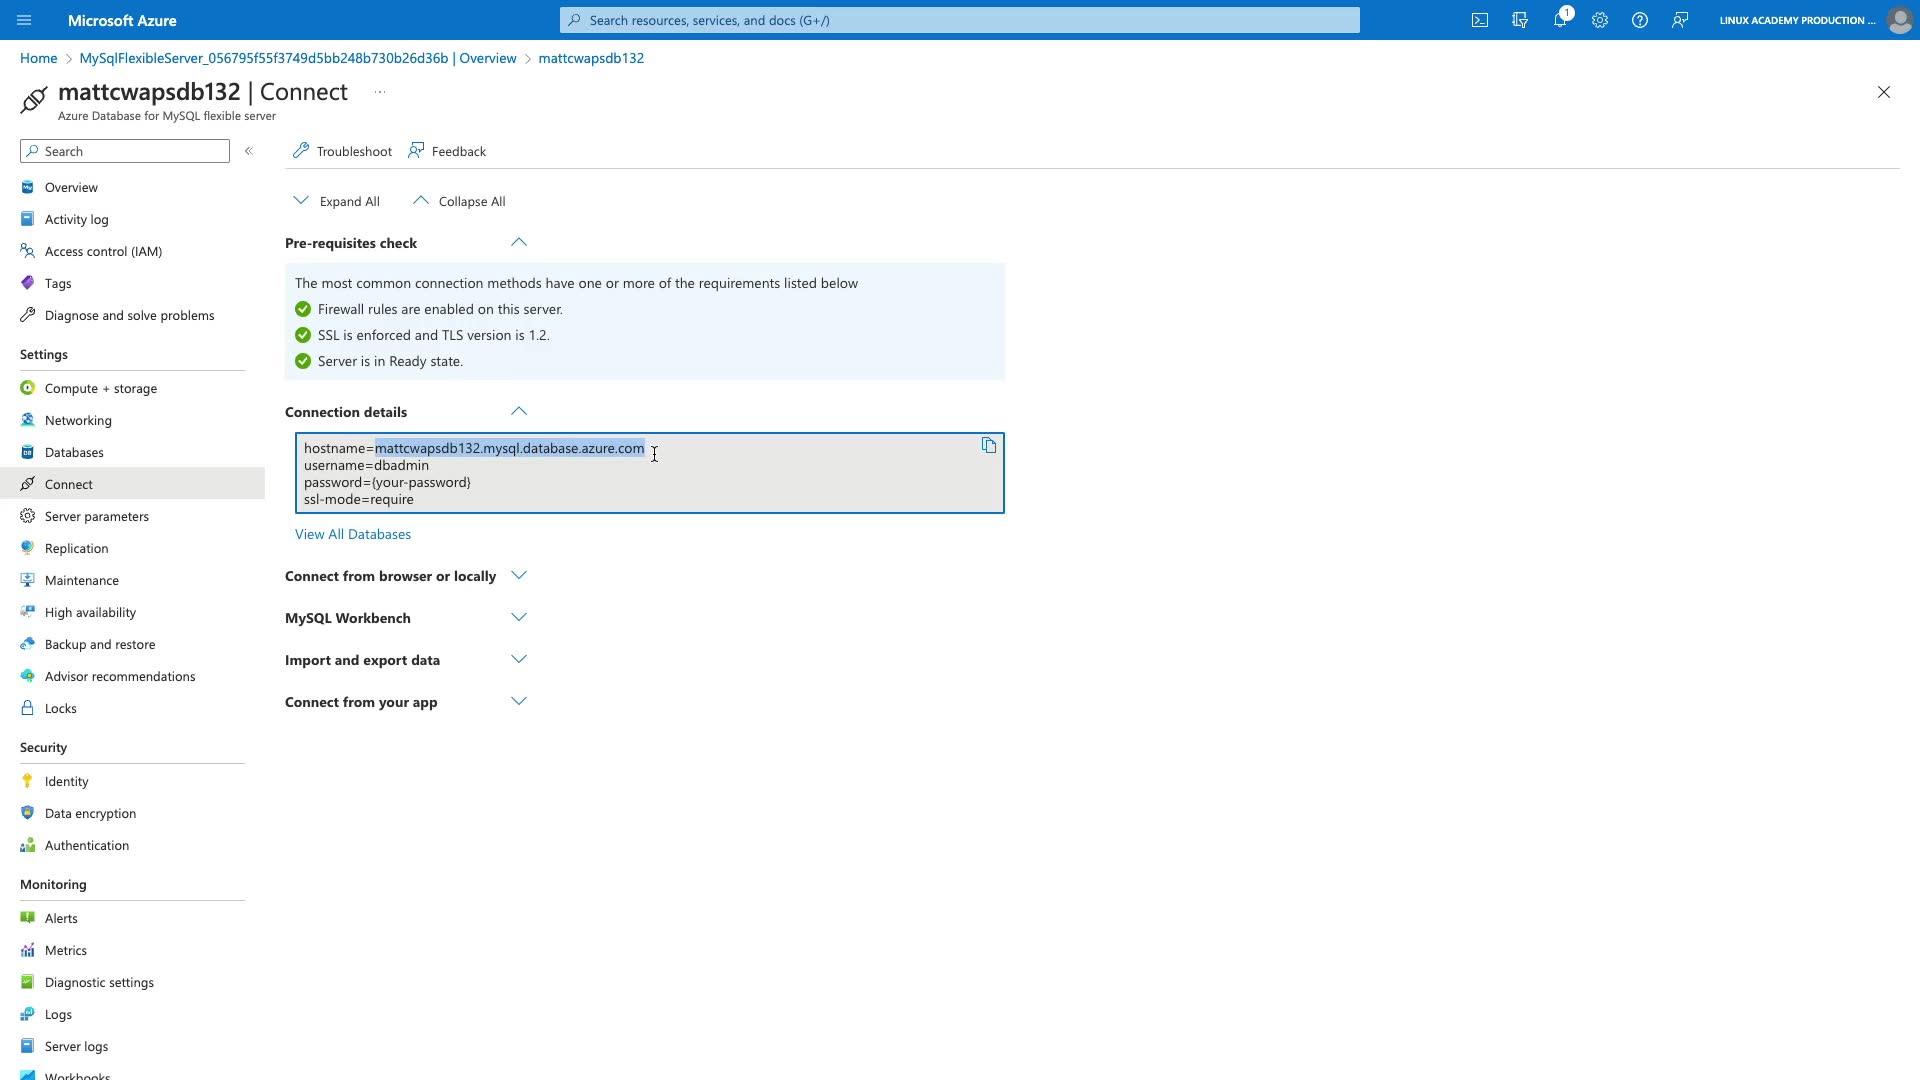 Microsoft Azure
Search resources, services, and docs (G+/)
1
LINUX ACADEMY PRODUCTION ...
Home > MySqlFlexibleServer_056795f55f3749d5bb248b730b26d36b | Overview > mattcwapsdb132
mattcwapsdb132 | Connect ...
Azure Database for MySQL flexible server
Search
«
Overview
Activity log
Access control (IAM)
Tags
Diagnose and solve problems
Settings
Compute + storage
Networking
Databases
Connect
Server parameters
Replication
Maintenance
High availability
Backup and restore
Advisor recommendations
Locks
Security
Identity
Data encryption
Authentication
Monitoring
Alerts
Metrics
Diagnostic settings
Logs
Server logs
Workbooks
Troubleshoot
Feedback
Expand All
Collapse All
Pre-requisites check
The most common connection methods have one or more of the requirements listed below
Firewall rules are enabled on this server.
SSL is enforced and TLS version is 1.2.
Server is in Ready state.
Connection details
hostname=mattcwapsdb132.mysql.database.azure.com
username=dbadmin
password={your-password}
ssl-mode=require
View All Databases
Connect from browser or locally
MySQL Workbench
Import and export data
Connect from your app